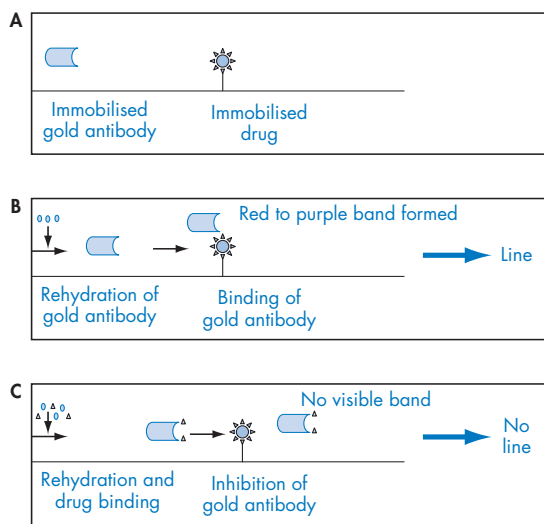 A
Immobilised
gold antibody
Immobilised
drug
B
Red to purple band formed
Line
Rehydration of
gold antibody
Binding of
gold antibody
C
No visible band
No
line
Rehydration and
drug binding
Inhibition of
gold antibody